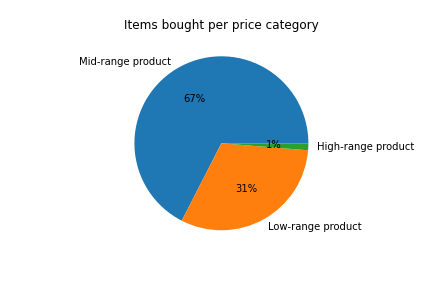 Items bought per price category
Mid-range product
67%
1%
High-range product
31%
Low-range product